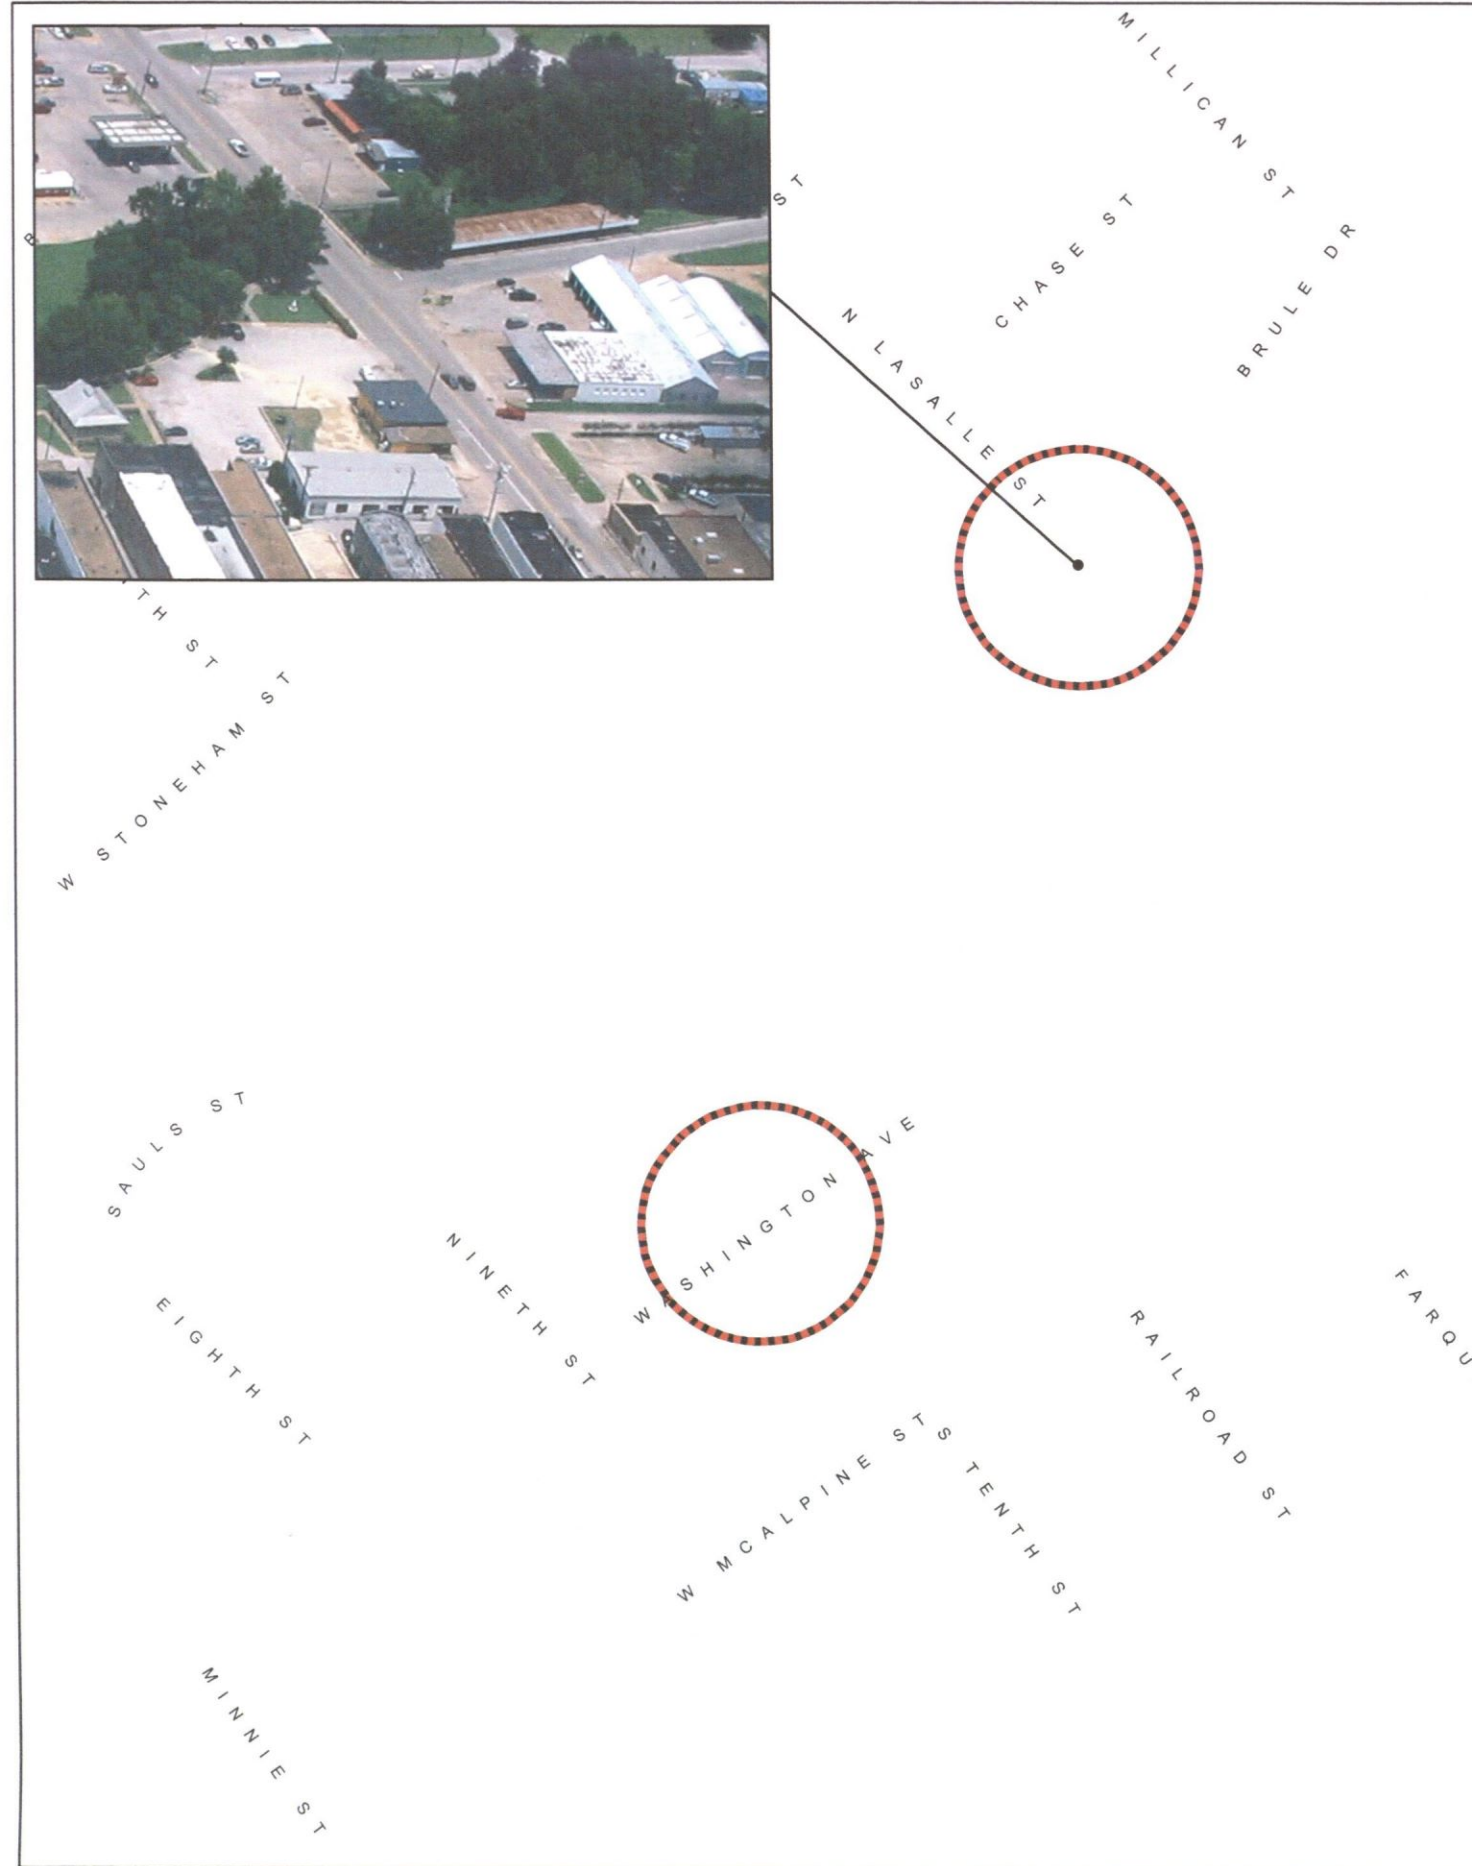 MILLICAN ST
ST
CHASE ST
BRULE DR
B
N LASALLE ST
TH ST
W STONEHAM ST
SAULS ST
WASHINGTON AVE
NINETH ST
EIGHTH ST
RAILROAD ST
FARQU
W MCALPINE ST
S TENTH ST
MINNIE ST